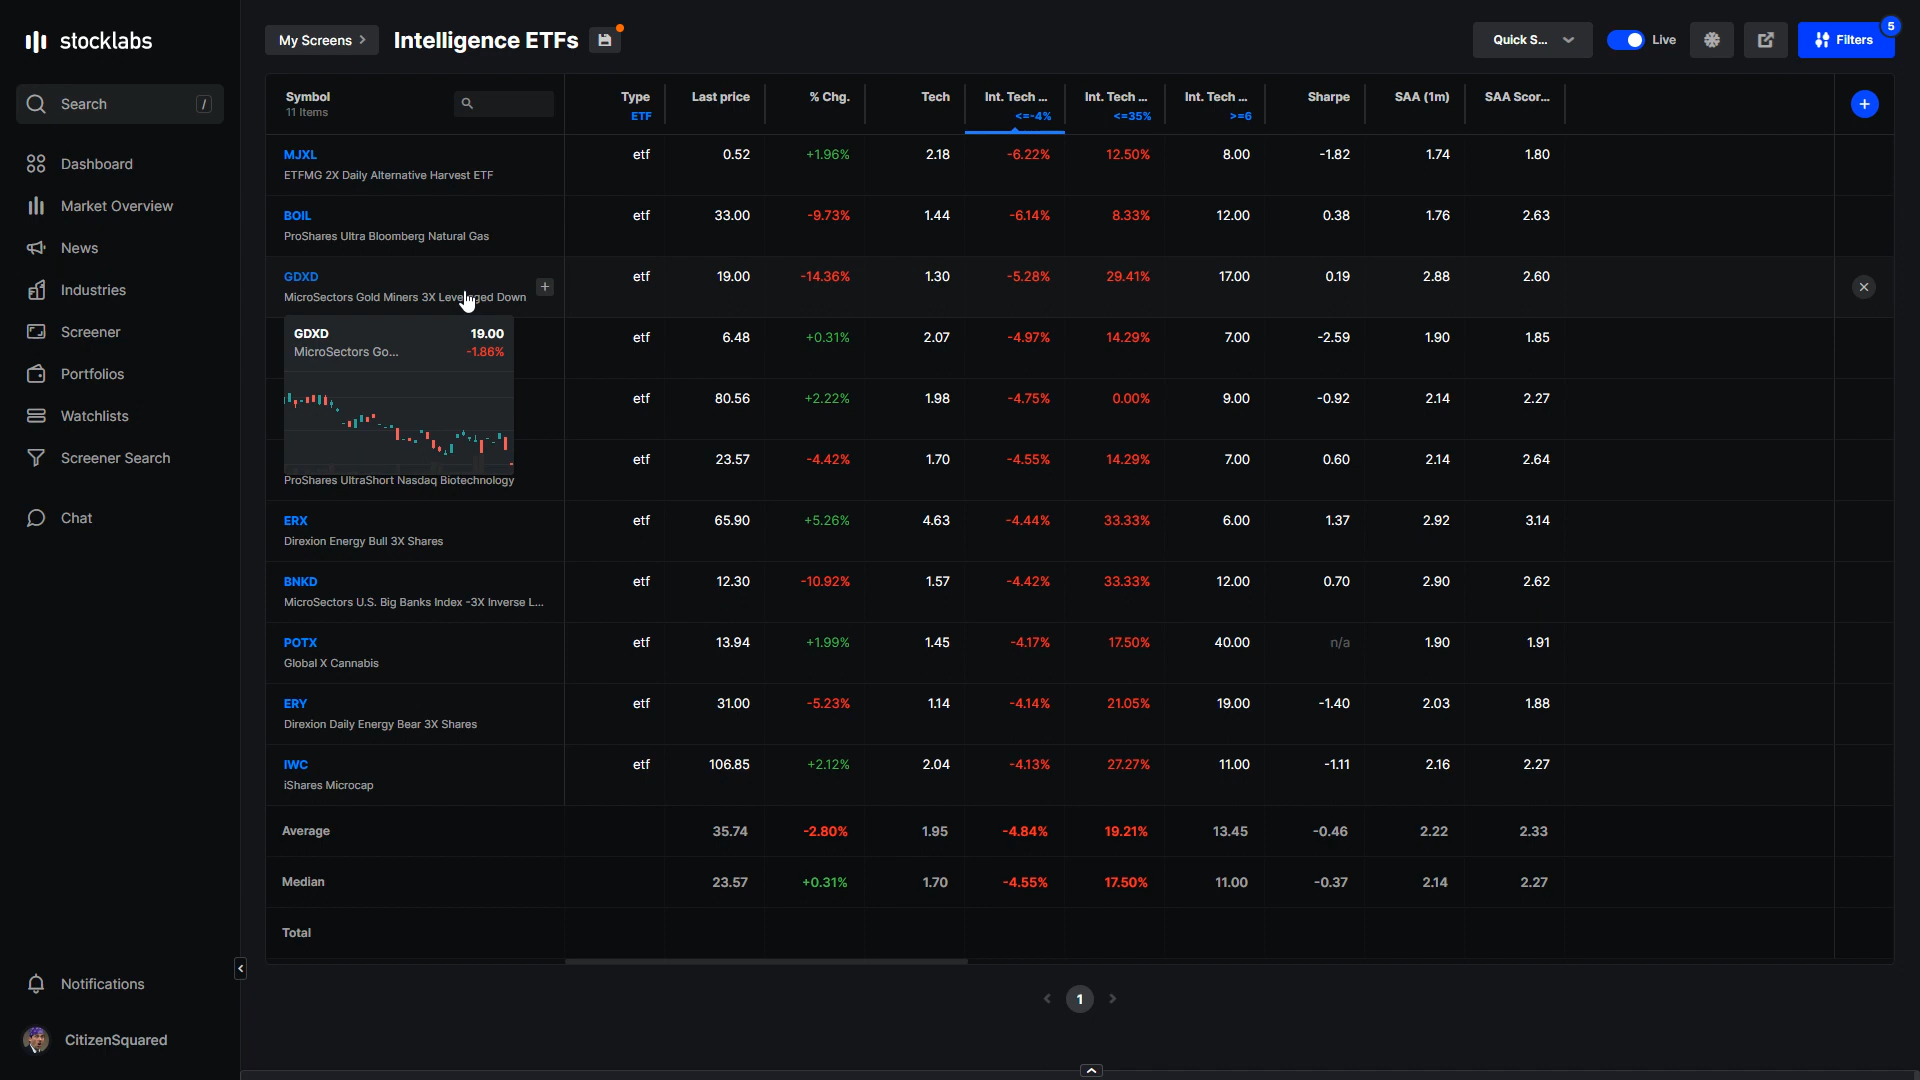 stocklabs
Search /
Dashboard
Market Overview
News
Industries
Screener
Portfolios
Watchlists
Screener Search
Chat
Notifications
CitizenSquared
My Screens
Intelligence ETFs
Quick S...
Live
Filters 5
Symbol Type Last price % Chg. Tech Int. Tech ... Int. Tech ... Int. Tech ... Sharpe SAA (1m) SAA Scor...
11 Items ETF <=-4% <=35% >=6
MJXL etf 0.52 +1.96% 2.18 -6.22% 12.50% 8.00 -1.82 1.74 1.80
ETFMG 2X Daily Alternative Harvest ETF
BOIL etf 33.00 -9.73% 1.44 -6.14% 8.33% 12.00 0.38 1.76 2.63
ProShares Ultra Bloomberg Natural Gas
GDXD etf 19.00 -14.36% 1.30 -5.28% 29.41% 17.00 0.19 2.88 2.60
MicroSectors Gold Miners 3X Down
GDXD 19.00
MicroSectors Go... -1.86%
etf 6.48 +0.31% 2.07 -4.97% 14.29% 7.00 -2.59 1.90 1.85
etf 80.56 +2.22% 1.98 -4.75% 0.00% 9.00 -0.92 2.14 2.27
etf 23.57 -4.42% 1.70 -4.55% 14.29% 7.00 0.60 2.14 2.64
ProShares UltraShort Nasdaq Biotechnology
ERX etf 65.90 +5.26% 4.63 -4.44% 33.33% 6.00 1.37 2.92 3.14
Direxion Energy Bull 3X Shares
BNKD etf 12.30 -10.92% 1.57 -4.42% 33.33% 12.00 0.70 2.90 2.62
MicroSectors U.S. Big Banks Index -3X Inverse L...
POTX etf 13.94 +1.99% 1.45 -4.17% 17.50% 40.00 n/a 1.90 1.91
Global X Cannabis
ERY etf 31.00 -5.23% 1.14 -4.14% 21.05% 19.00 -1.40 2.03 1.88
Direxion Daily Energy Bear 3X Shares
IWC etf 106.85 +2.12% 2.04 -4.13% 27.27% 11.00 -1.11 2.16 2.27
iShares Microcap
Average 35.74 -2.80% 1.95 -4.84% 19.21% 13.45 -0.46 2.22 2.33
Median 23.57 +0.31% 1.70 -4.55% 17.50% 11.00 -0.37 2.14 2.27
Total
1